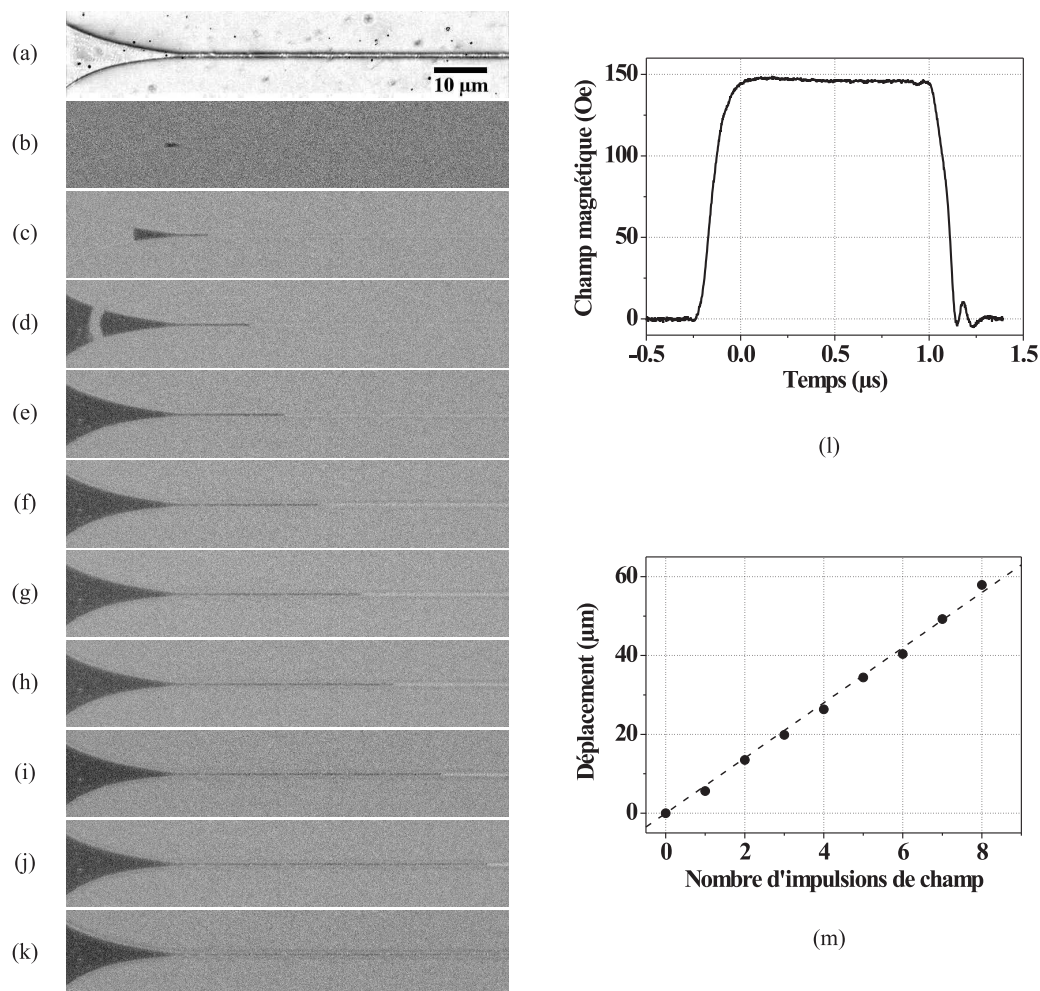 (a)
10 µm
(b)
(c)
(d)
(e)
(f)
(g)
(h)
(i)
(j)
(k)
150
100
50
0
Champ magnétique (Oe)
-0.5 0.0 0.5 1.0 1.5
Temps (µs)
(l)
60
40
20
0
Déplacement (µm)
0 2 4 6 8
Nombre d'impulsions de champ
(m)